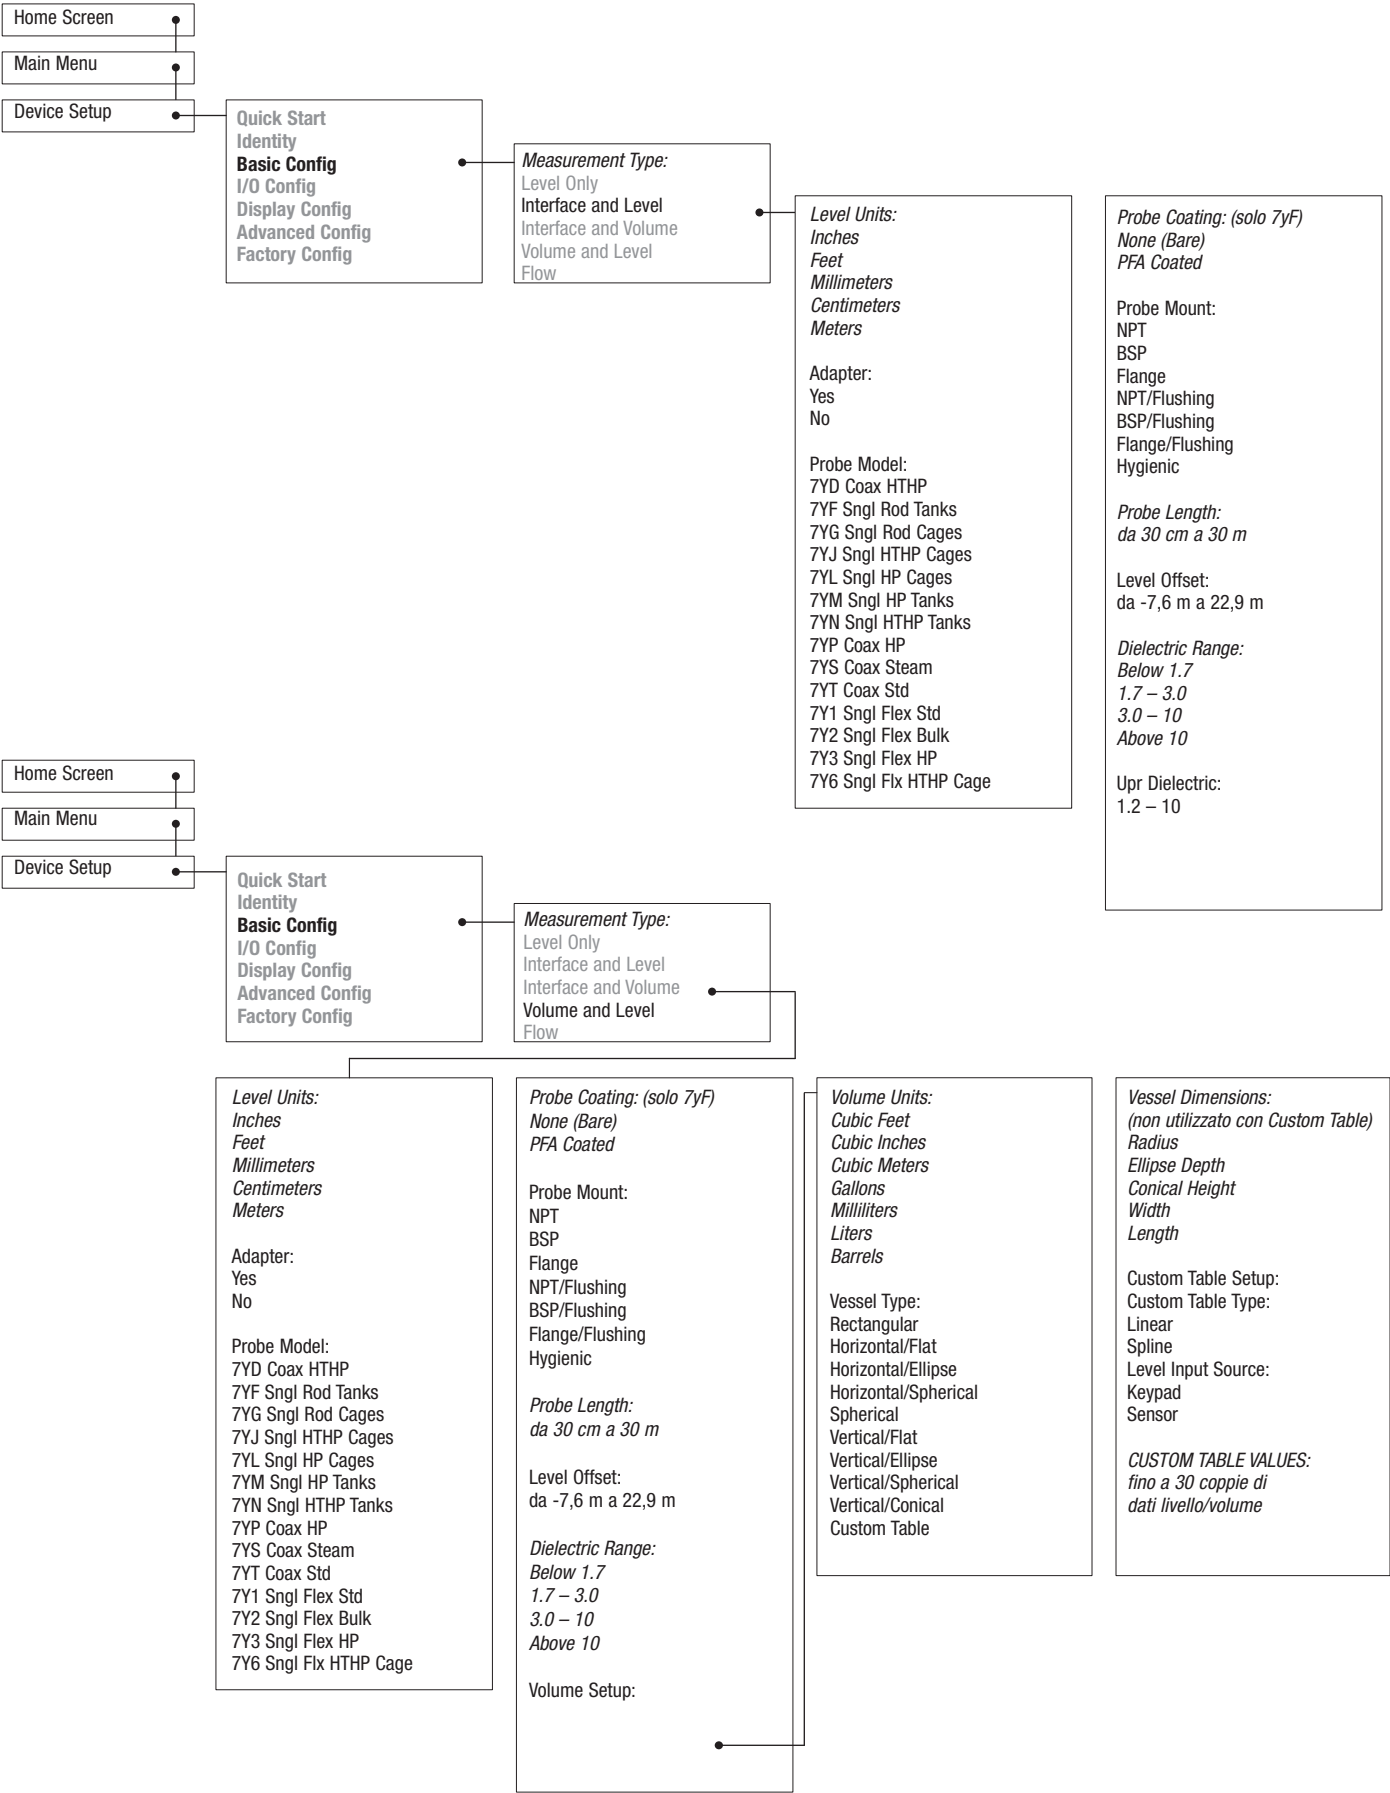 Home Screen
Main Menu
Device Setup
Quick Start
Identity
Basic Config
I/O Config
Display Config
Advanced Config
Factory Config
Measurement Type:
Level Only
Interface and Level
Interface and Volume
Volume and Level
Flow
Level Units:
Inches
Feet
Millimeters
Centimeters
Meters
Adapter:
Yes
No
Probe Model:
7YD Coax HTHP
7YF Sngl Rod Tanks
7YG Sngl Rod Cages
7YJ Sngl HTHP Cages
7YL Sngl HP Cages
7YM Sngl HP Tanks
7YN Sngl HTHP Tanks
7YP Coax HP
7YS Coax Steam
7YT Coax Std
7Y1 Sngl Flex Std
7Y2 Sngl Flex Bulk
7Y3 Sngl Flex HP
7Y6 Sngl Flx HTHP Cage
Probe Coating: (solo 7yF)
None (Bare)
PFA Coated
Probe Mount:
NPT
BSP
Flange
NPT/Flushing
BSP/Flushing
Flange/Flushing
Hygienic
Probe Length:
da 30 cm a 30 m
Level Offset:
da -7,6 m a 22,9 m
Dielectric Range:
Below 1.7
1.7 – 3.0
3.0 – 10
Above 10
Upr Dielectric:
1.2 – 10
Home Screen
Main Menu
Device Setup
Quick Start
Identity
Basic Config
I/O Config
Display Config
Advanced Config
Factory Config
Measurement Type:
Level Only
Interface and Level
Interface and Volume
Volume and Level
Flow
Level Units:
Inches
Feet
Millimeters
Centimeters
Meters
Adapter:
Yes
No
Probe Model:
7YD Coax HTHP
7YF Sngl Rod Tanks
7YG Sngl Rod Cages
7YJ Sngl HTHP Cages
7YL Sngl HP Cages
7YM Sngl HP Tanks
7YN Sngl HTHP Tanks
7YP Coax HP
7YS Coax Steam
7YT Coax Std
7Y1 Sngl Flex Std
7Y2 Sngl Flex Bulk
7Y3 Sngl Flex HP
7Y6 Sngl Flx HTHP Cage
Probe Coating: (solo 7yF)
None (Bare)
PFA Coated
Probe Mount:
NPT
BSP
Flange
NPT/Flushing
BSP/Flushing
Flange/Flushing
Hygienic
Probe Length:
da 30 cm a 30 m
Level Offset:
da -7,6 m a 22,9 m
Dielectric Range:
Below 1.7
1.7 – 3.0
3.0 – 10
Above 10
Volume Setup:
Volume Units:
Cubic Feet
Cubic Inches
Cubic Meters
Gallons
Milliliters
Liters
Barrels
Vessel Type:
Rectangular
Horizontal/Flat
Horizontal/Ellipse
Horizontal/Spherical
Spherical
Vertical/Flat
Vertical/Ellipse
Vertical/Spherical
Vertical/Conical
Custom Table
Vessel Dimensions:
(non utilizzato con Custom Table)
Radius
Ellipse Depth
Conical Height
Width
Length
Custom Table Setup:
Custom Table Type:
Linear
Spline
Level Input Source:
Keypad
Sensor
CUSTOM TABLE VALUES:
fino a 30 coppie di
dati livello/volume